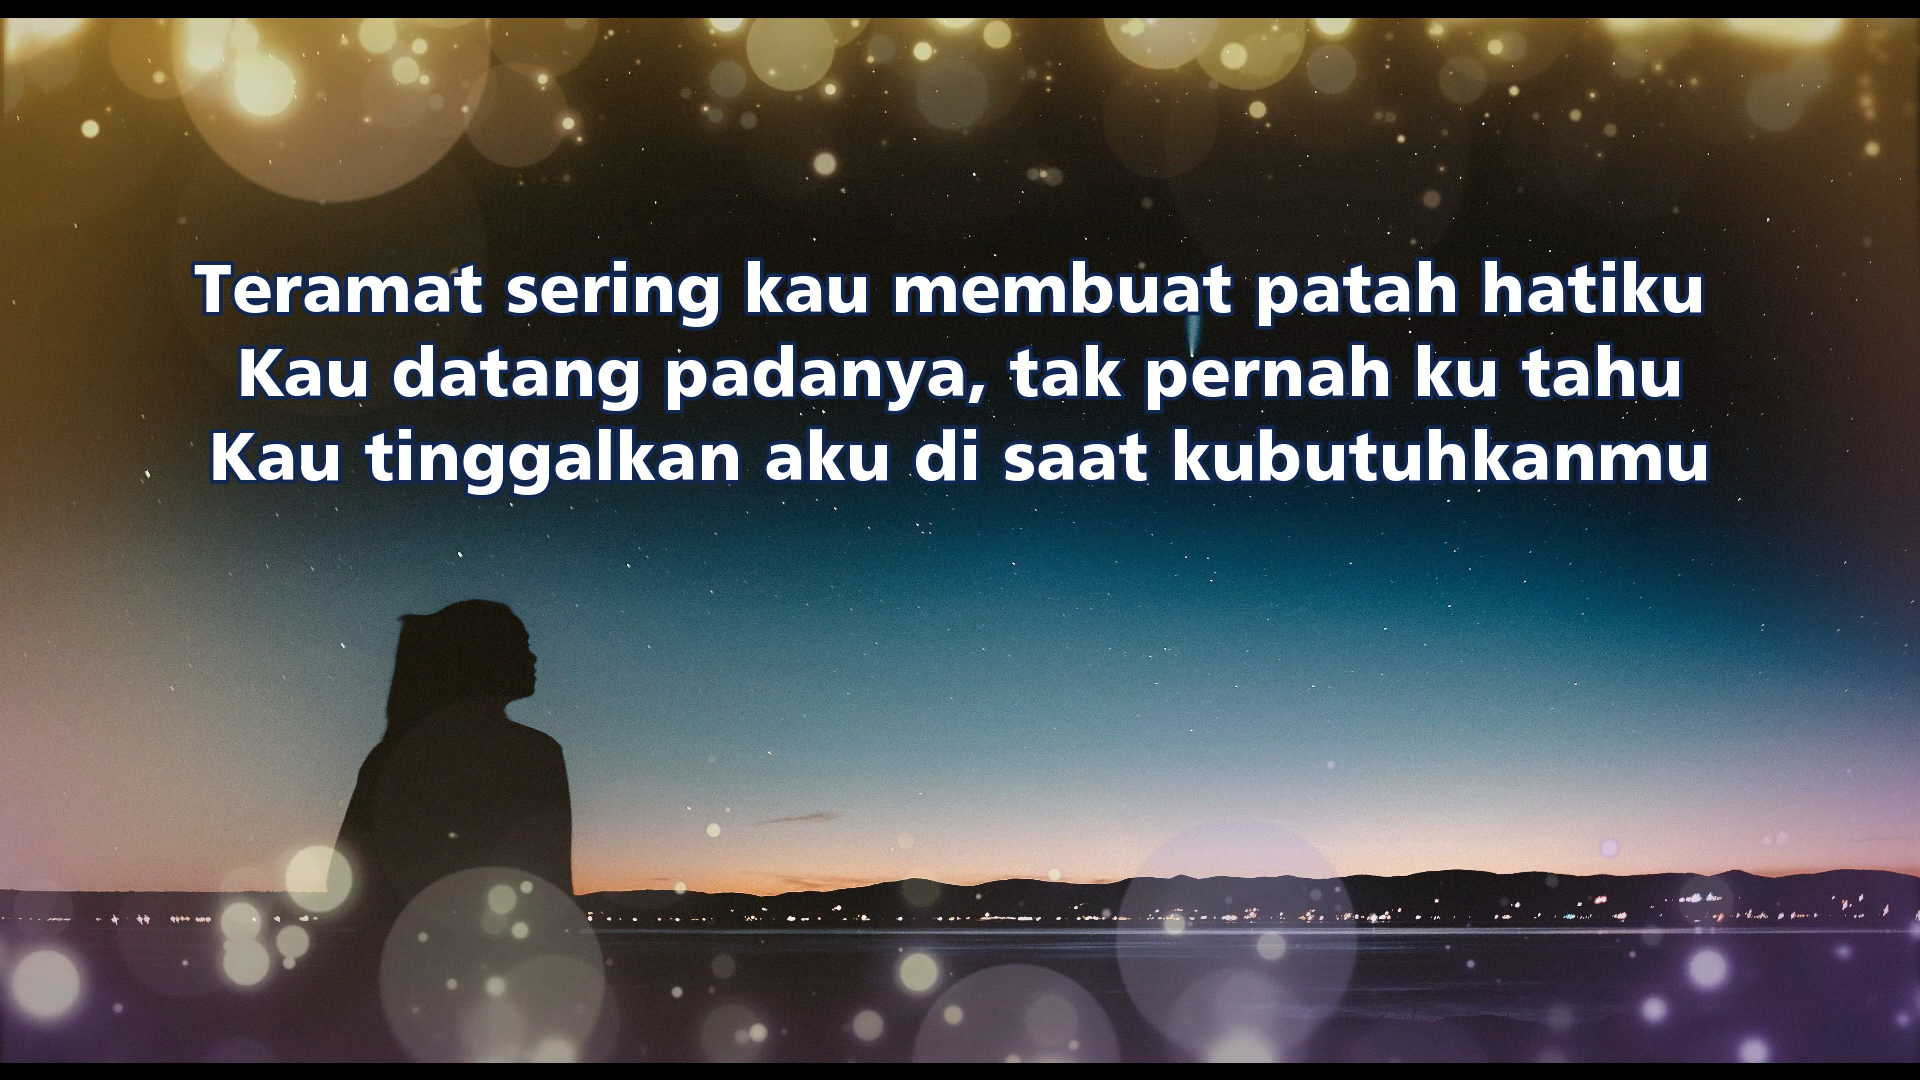 Teramat sering kau membuat patah hatiku
Kau datang padanya, tak pernah ku tahu
Kau tinggalkan aku di saat kubutuhkanmu